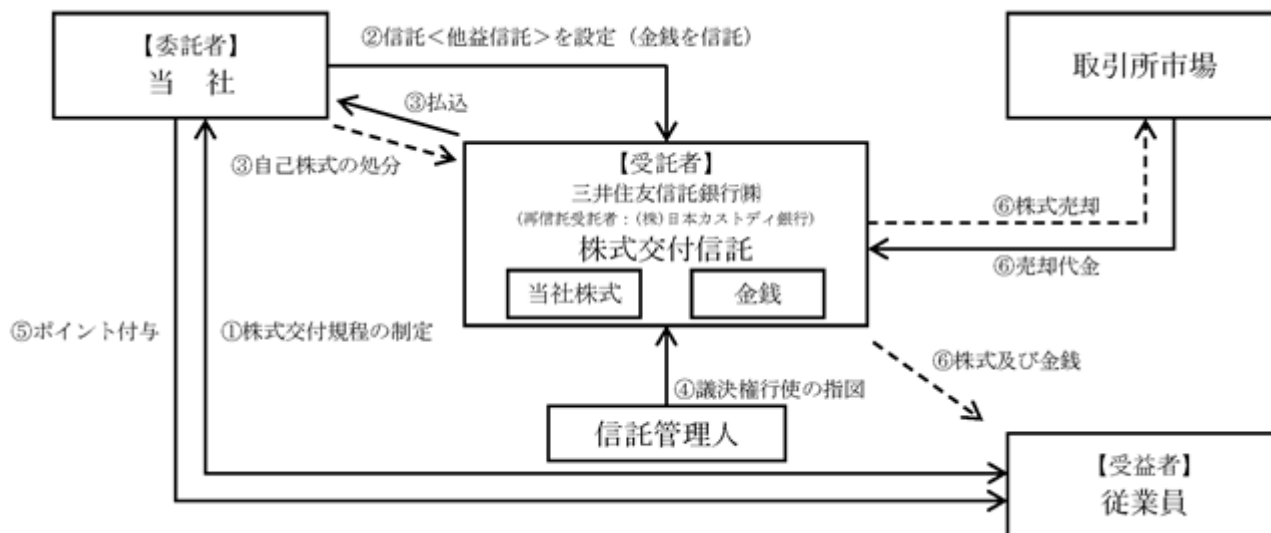 【委託者】
当　社
②信託＜他益信託＞を設定（金銭を信託）
取引所市場
③払込
③自己株式の処分
【受託者】
三井住友信託銀行㈱
(再信託受託者：(株)日本カストディ銀行)
株式交付信託
当社株式
金銭
⑥株式売却
⑥売却代金
⑤ポイント付与
①株式交付規程の制定
⑥株式及び金銭
④議決権行使の指図
信託管理人
【受益者】
従業員